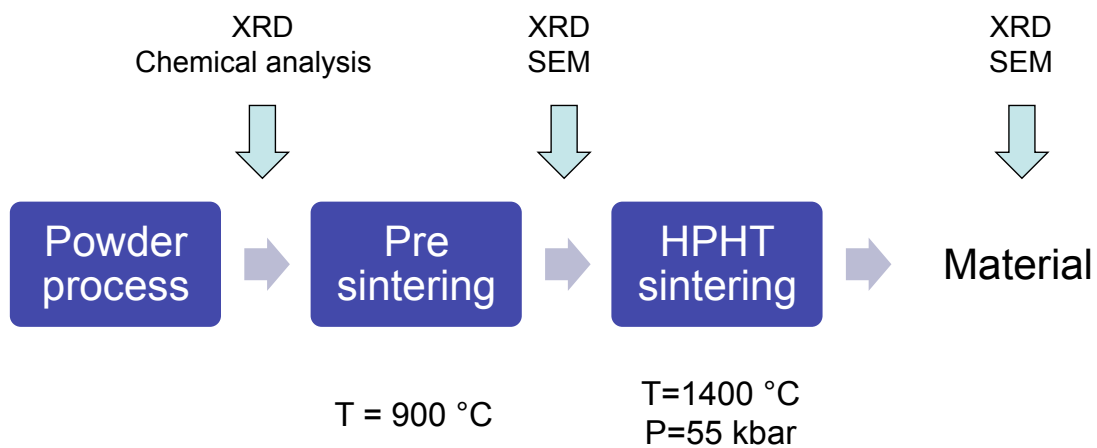 XRD
Chemical analysis
XRD
SEM
XRD
SEM
Powder
process
Pre
sintering
HPHT
sintering
Material
T = 900 °C
T=1400 °C
P=55 kbar